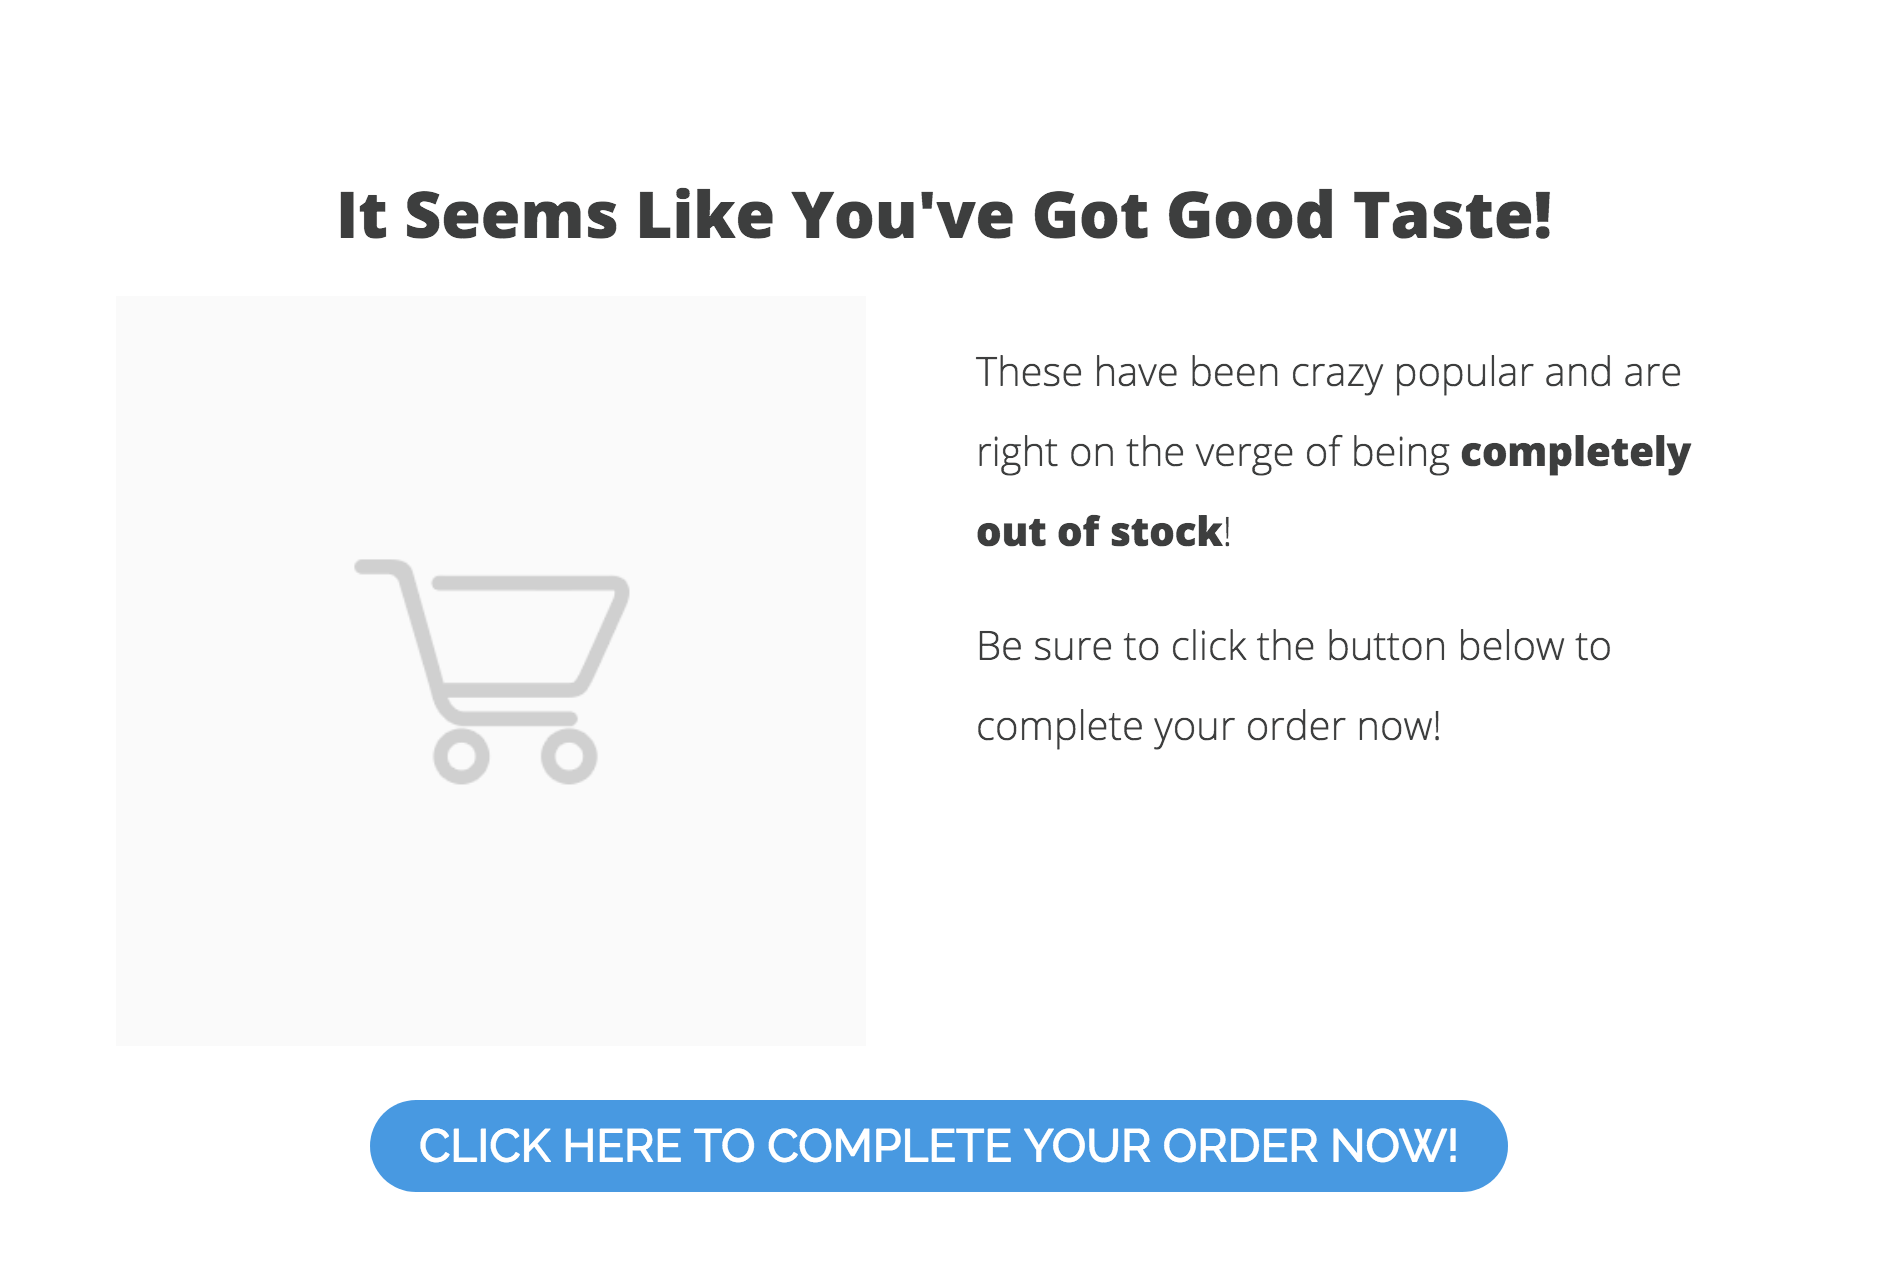 It Seems Like You've Got Good Taste!
These have been crazy popular and are
right on the verge of being completely
out of stock!
Be sure to click the button below to
complete your order now!
CLICK HERE TO COMPLETE YOUR ORDER NOW!